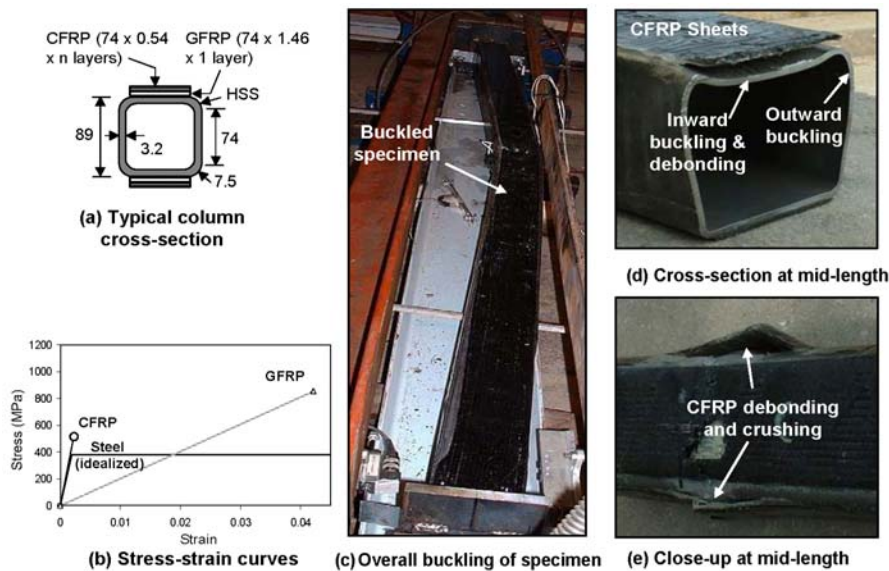 CFRP (74 x 0.54
x n layers)
GFRP (74 x 1.46
x 1 layer)
HSS
89
3.2
74
7.5
(a) Typical column
cross-section
1200
1000
800
600
400
200
0
Stress (MPa)
CFRP
GFRP
Steel
(idealized)
0
0.01
0.02
0.03
0.04
Strain
(b) Stress-strain curves
Buckled
specimen
(c) Overall buckling of specimen
CFRP Sheets
Inward
buckling &
debonding
Outward
buckling
(d) Cross-section at mid-length
CFRP debonding
and crushing
(e) Close-up at mid-length